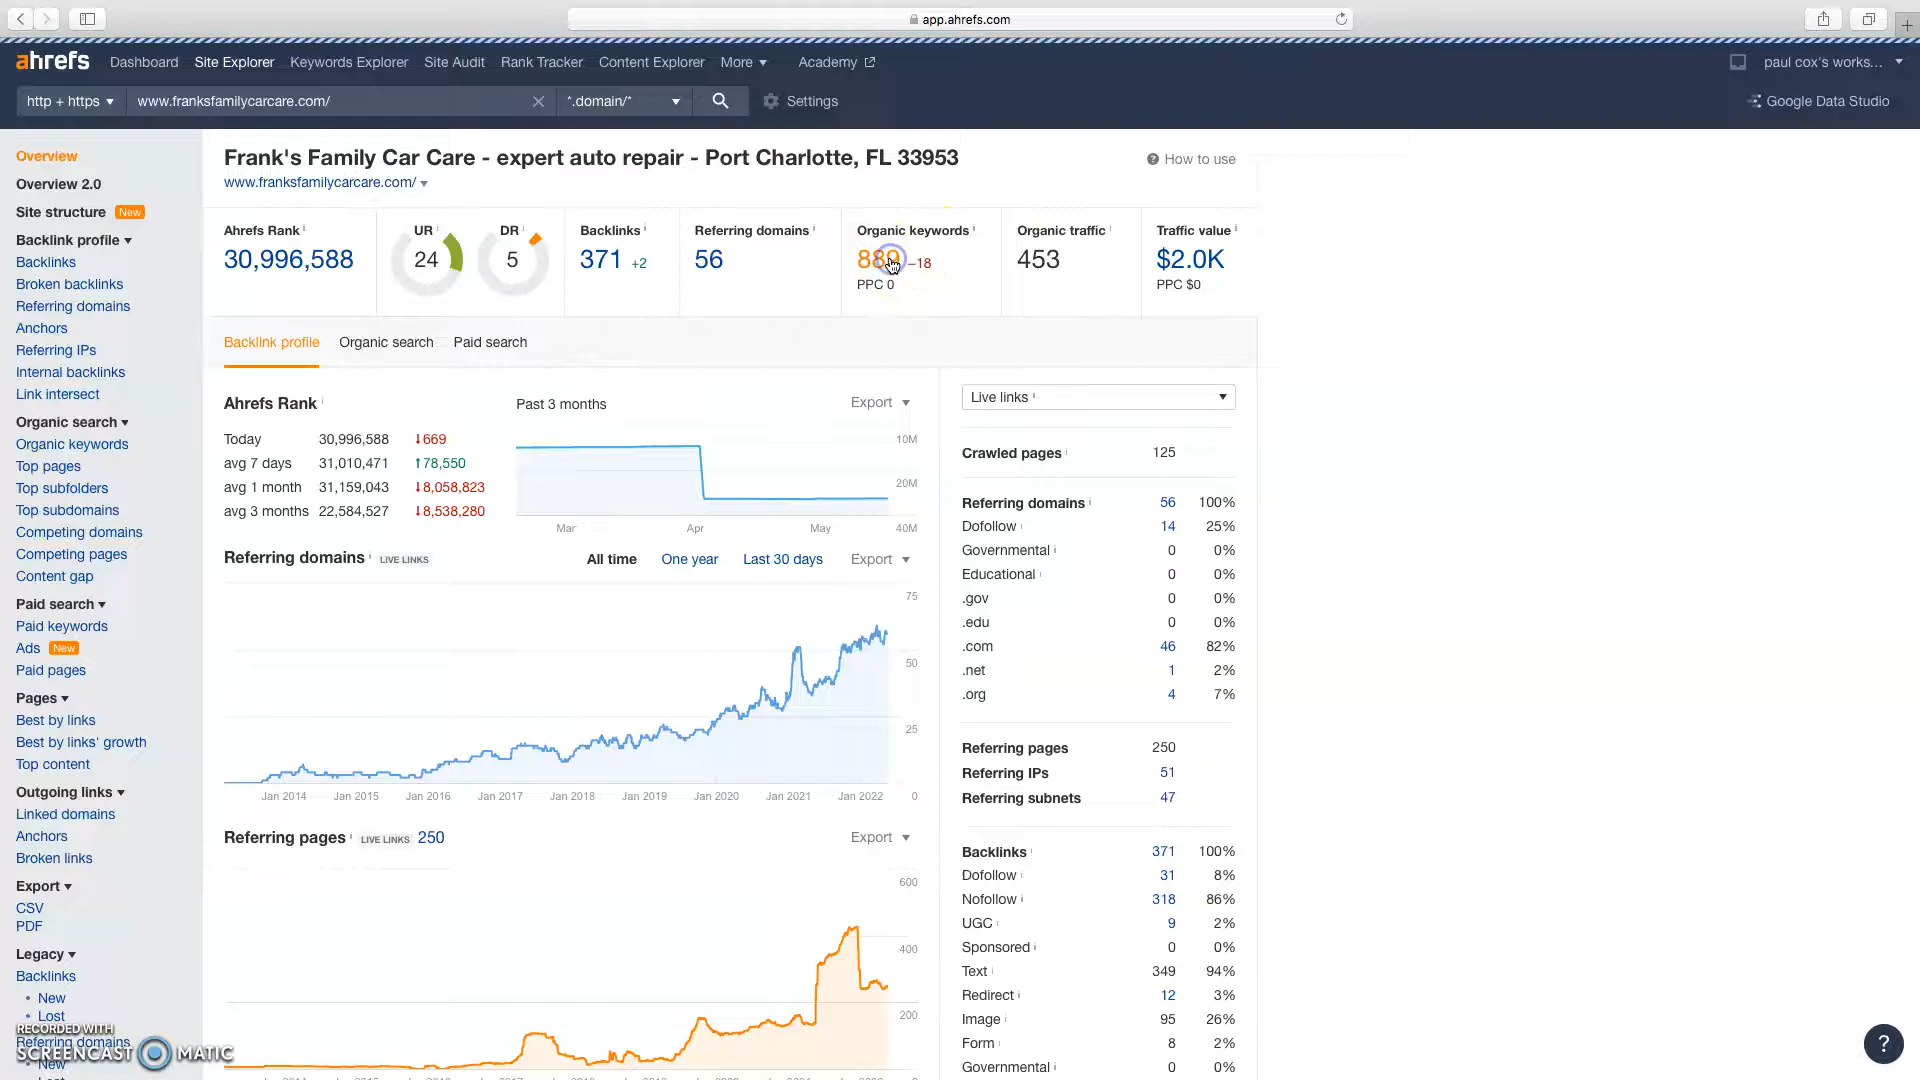 app.ahrefs.com
ahrefs Dashboard Site Explorer Keywords Explorer Site Audit Rank Tracker Content Explorer More Academy paul cox's works...
http + https www.franksfamilycarcare.com/ *.domain/* Settings Google Data Studio
Overview
Overview 2.0
Site structure New
Backlink profile
Backlinks
Broken backlinks
Referring domains
Anchors
Referring IPs
Internal backlinks
Link intersect
Organic search
Organic keywords
Top pages
Top subfolders
Top subdomains
Competing domains
Competing pages
Content gap
Paid search
Paid keywords
Ads New
Paid pages
Pages
Best by links
Best by links' growth
Top content
Outgoing links
Linked domains
Anchors
Broken links
Export
CSV
PDF
Legacy
Backlinks
• New
• Lost
Referring domains
New
RECORDED WITH
SCREENCAST MATIC
Frank's Family Car Care - expert auto repair - Port Charlotte, FL 33953
How to use
www.franksfamilycarcare.com/
Ahrefs Rank i UR i DR i Backlinks i Referring domains i Organic keywords i Organic traffic i Traffic value i
30,996,588 24 5 371 +2 56 889 –18 453 $2.0K
PPC 0 PPC $0
Backlink profile Organic search Paid search
Ahrefs Rank i Past 3 months Export
Today 30,996,588 ↓669
avg 7 days 31,010,471 ↑78,550
avg 1 month 31,159,043 ↓8,058,823
avg 3 months 22,584,527 ↓8,538,280
10M
20M
40M
Mar Apr May
Referring domains i LIVE LINKS All time One year Last 30 days Export
75
50
25
0
Jan 2014 Jan 2015 Jan 2016 Jan 2017 Jan 2018 Jan 2019 Jan 2020 Jan 2021 Jan 2022
Referring pages i LIVE LINKS 250 Export
600
400
200
Live links i
Crawled pages i 125
Referring domains i 56 100%
Dofollow i 14 25%
Governmental i 0 0%
Educational i 0 0%
.gov 0 0%
.edu 0 0%
.com 46 82%
.net 1 2%
.org 4 7%
Referring pages 250
Referring IPs 51
Referring subnets 47
Backlinks i 371 100%
Dofollow i 31 8%
Nofollow i 318 86%
UGC i 9 2%
Sponsored i 0 0%
Text i 349 94%
Redirect i 12 3%
Image i 95 26%
Form i 8 2%
Governmental i 0 0%
?